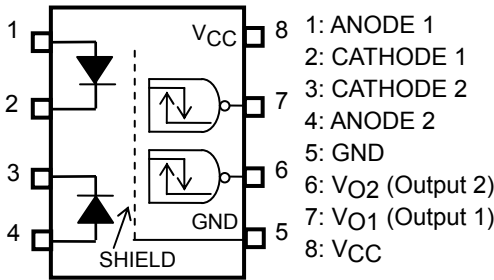 1
2
3
4
VCC
GND
SHIELD
8
7
6
5
1: ANODE 1
2: CATHODE 1
3: CATHODE 2
4: ANODE 2
5: GND
6: VO2 (Output 2)
7: VO1 (Output 1)
8: VCC